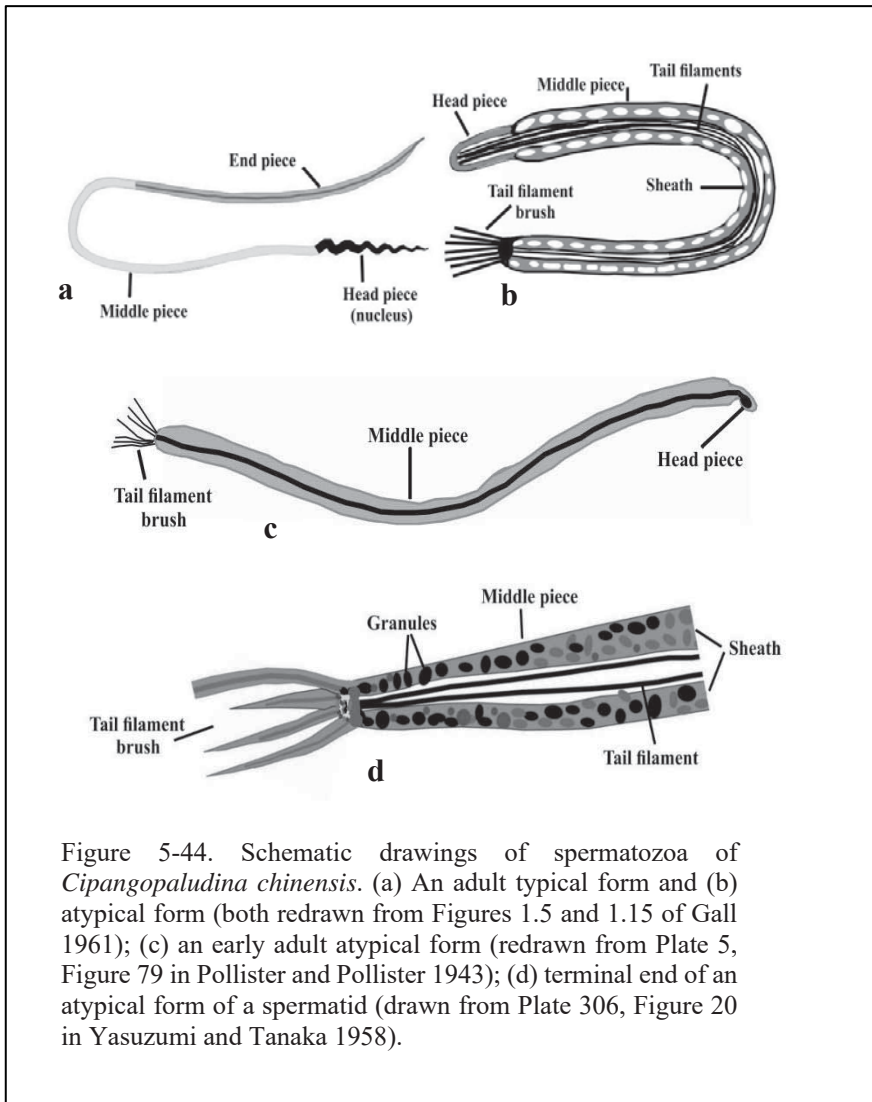 Head piece
Middle piece
Tail filaments
End piece
Tail filament
brush
Sheath
Middle piece
Head piece
(nucleus)
a
b
Middle piece
Head piece
Tail filament
brush
c
Middle piece
Granules
Sheath
Tail filament
brush
Tail filament
d
Figure 5-44. Schematic drawings of spermatozoa of
Cipangopaludina chinensis. (a) An adult typical form and (b)
atypical form (both redrawn from Figures 1.5 and 1.15 of Gall
1961); (c) an early adult atypical form (redrawn from Plate 5,
Figure 79 in Pollister and Pollister 1943); (d) terminal end of an
atypical form of a spermatid (drawn from Plate 306, Figure 20
in Yasuzumi and Tanaka 1958).